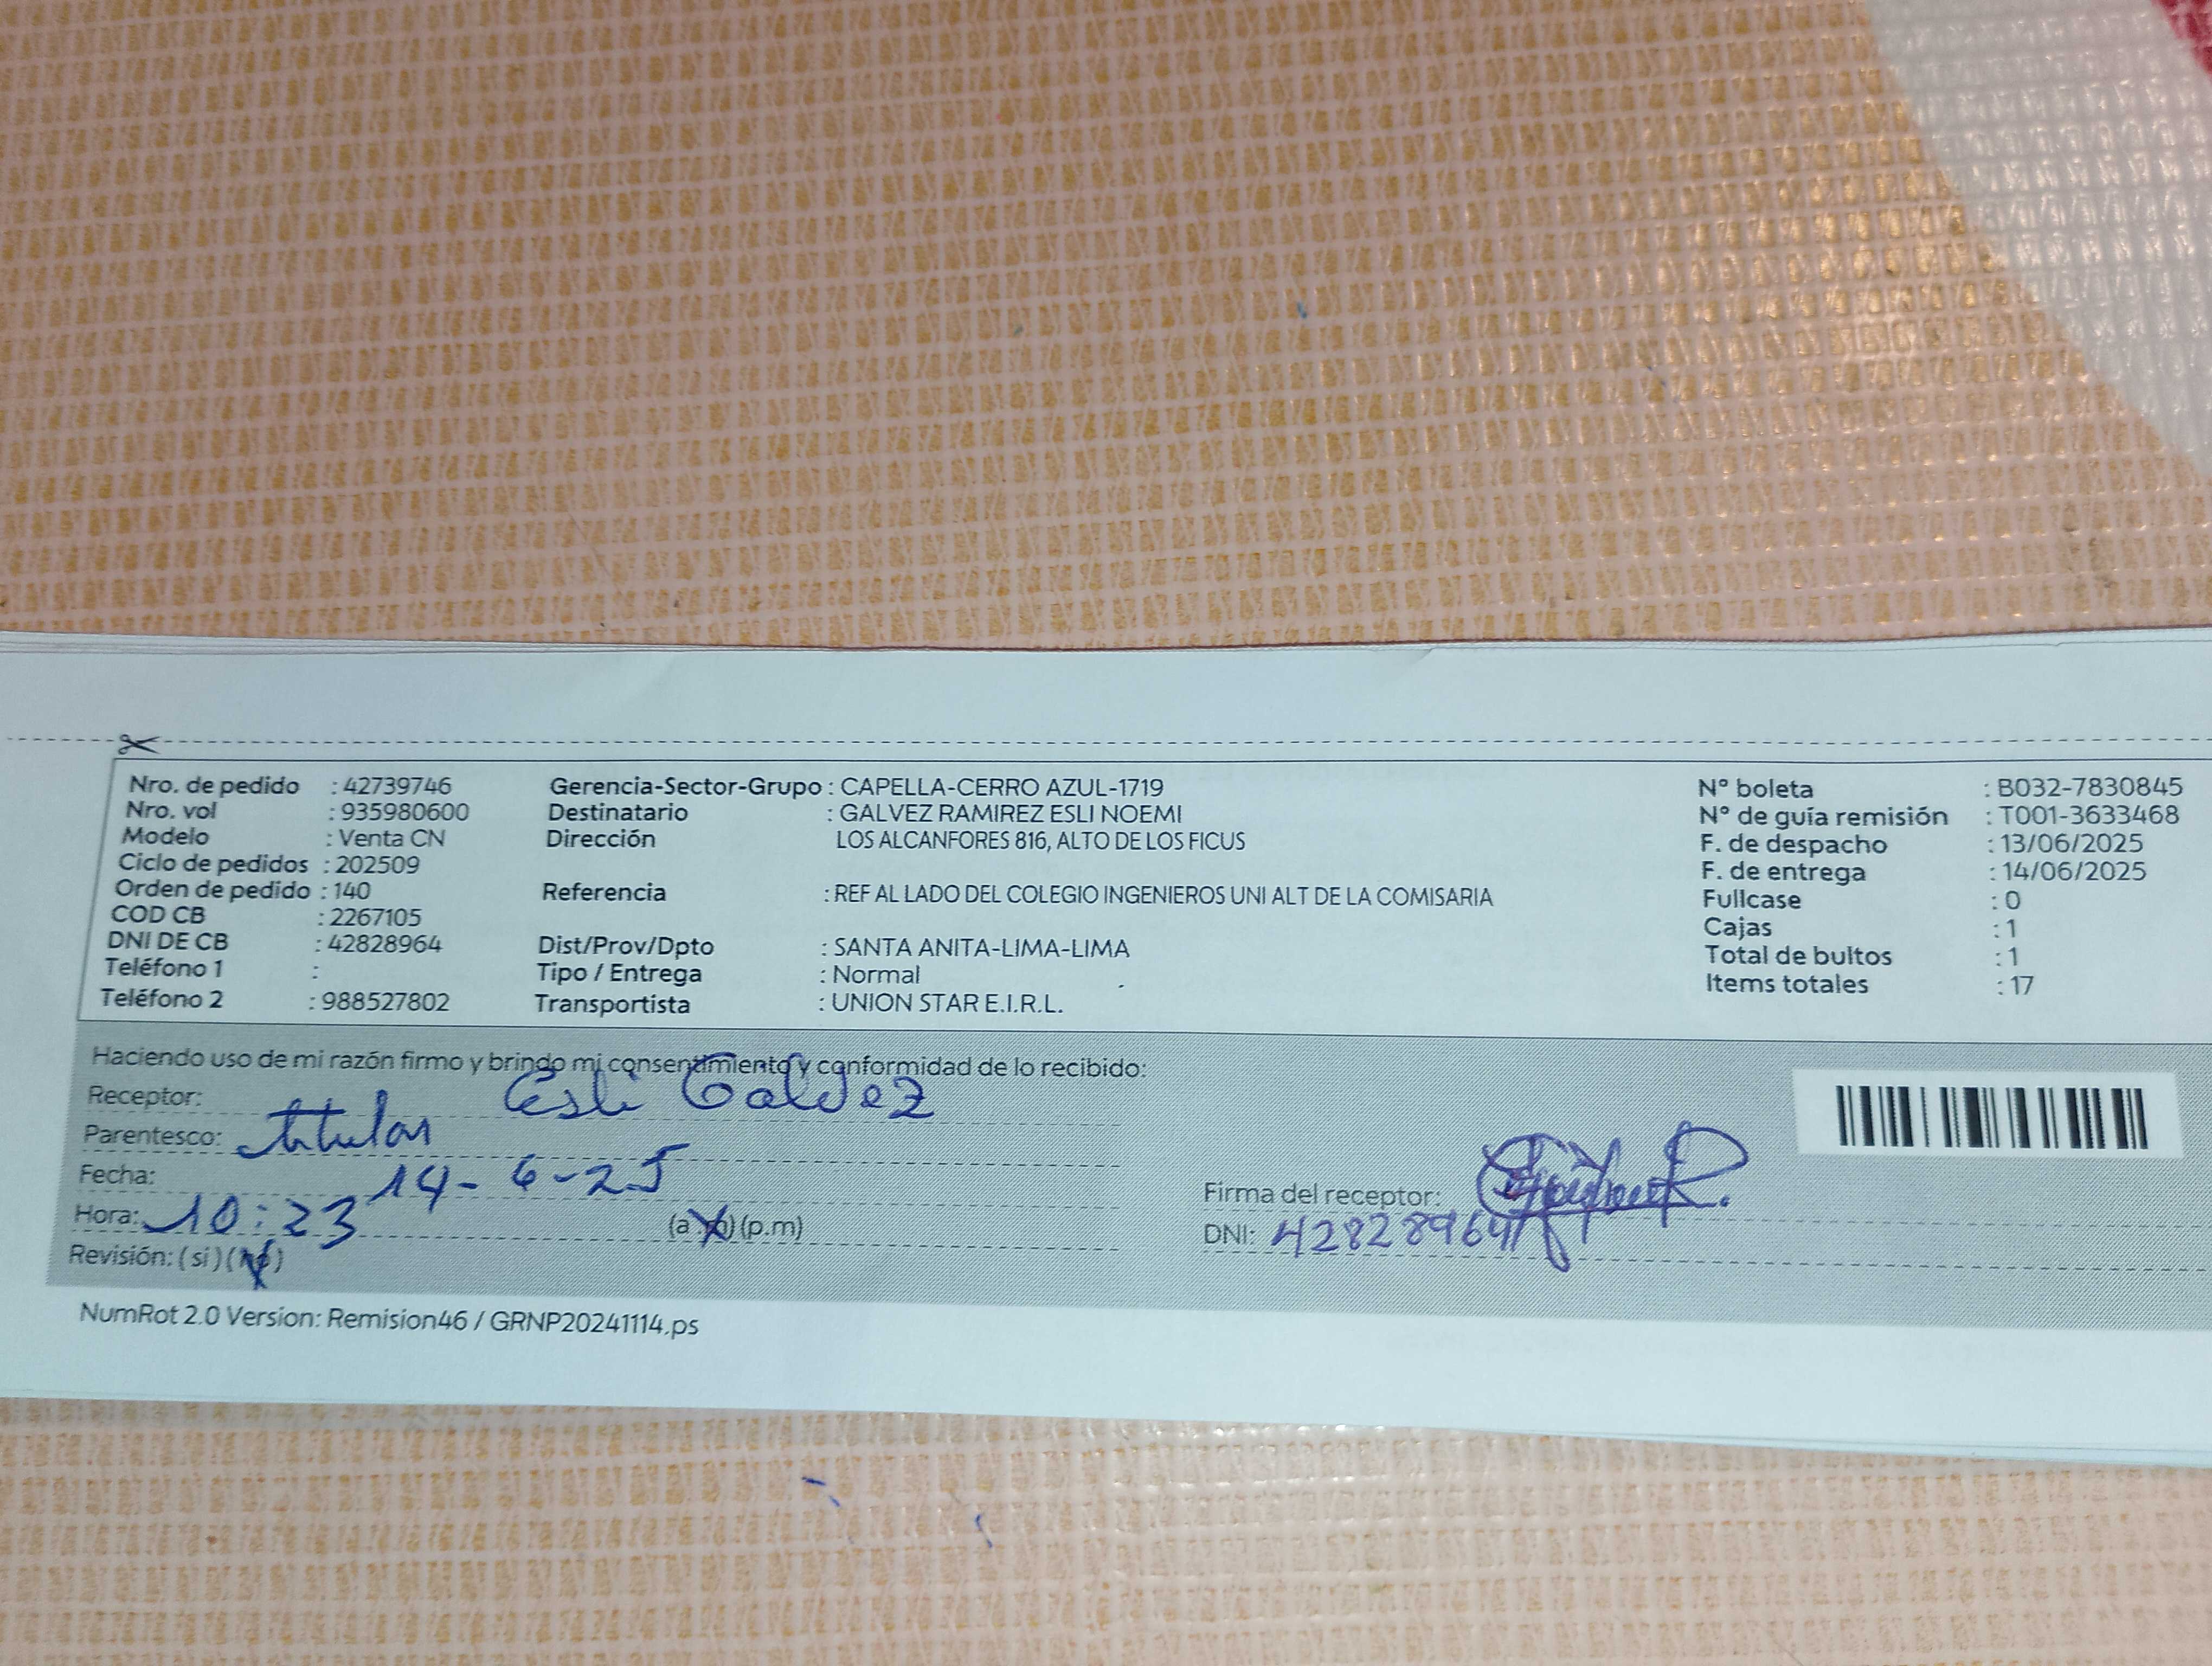 Nro. de pedido : 42739746 Gerencia-Sector-Grupo : CAPELLA-CERRO AZUL-1719 N° boleta : B032-7830845
Nro. vol : 935980600 Destinatario : GALVEZ RAMIREZ ESLI NOEMI N° de guía remisión : T001-3633468
Modelo : Venta CN Dirección LOS ALCANFORES 816, ALTO DE LOS FICUS F. de despacho : 13/06/2025
Ciclo de pedidos : 202509 F. de entrega : 14/06/2025
Orden de pedido : 140 Referencia : REF AL LADO DEL COLEGIO INGENIEROS UNI ALT DE LA COMISARIA Fullcase : 0
COD CB : 2267105 Cajas : 1
DNI DE CB : 42828964 Dist/Prov/Dpto : SANTA ANITA-LIMA-LIMA Total de bultos : 1
Teléfono 1 : Tipo / Entrega : Normal Items totales : 17
Teléfono 2 : 988527802 Transportista : UNION STAR E.I.R.L.
Haciendo uso de mi razón firmo y brindo mi consentimiento y conformidad de lo recibido:
Receptor: Esli Galvez
Parentesco: titular
Fecha: 14-6-25
Firma del receptor:
Hora: 10:23 (a.m) (p.m)
DNI: 42828964
Revisión: (si) (no)
NumRot 2.0 Version: Remision46 / GRNP20241114.ps